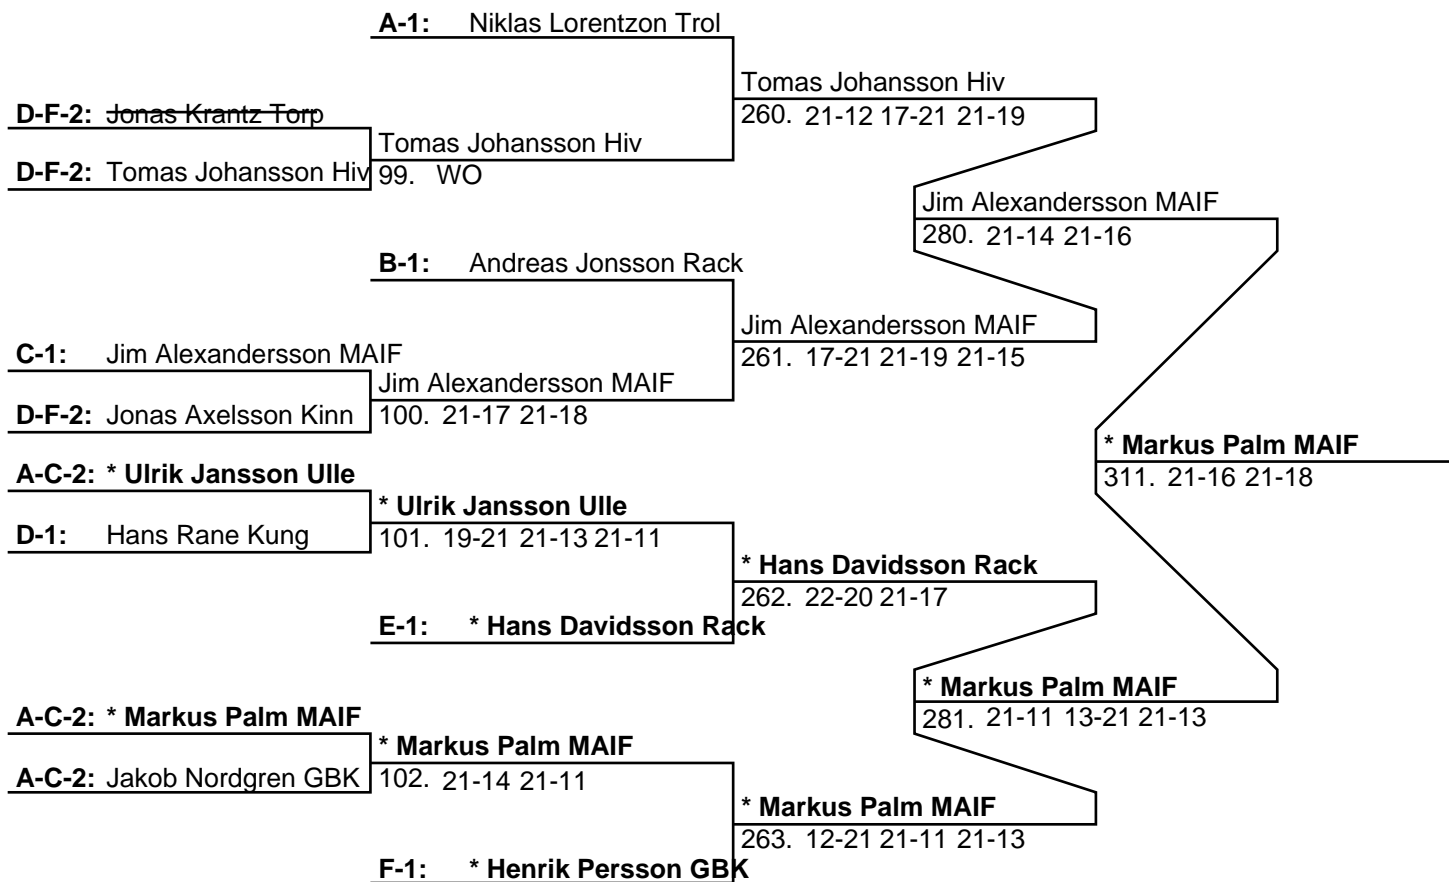 A-1: Niklas Lorentzon Trol
Tomas Johansson Hiv
260. 21-12 17-21 21-19
D-F-2: Jonas Krantz Torp
Tomas Johansson Hiv
D-F-2: Tomas Johansson Hiv
99. WO
Jim Alexandersson MAIF
280. 21-14 21-16
B-1: Andreas Jonsson Rack
Jim Alexandersson MAIF
261. 17-21 21-19 21-15
C-1: Jim Alexandersson MAIF
Jim Alexandersson MAIF
D-F-2: Jonas Axelsson Kinn
100. 21-17 21-18
* Markus Palm MAIF
311. 21-16 21-18
A-C-2: * Ulrik Jansson Ulle
* Ulrik Jansson Ulle
D-1: Hans Rane Kung
101. 19-21 21-13 21-11
* Hans Davidsson Rack
262. 22-20 21-17
E-1: * Hans Davidsson Rack
* Markus Palm MAIF
281. 21-11 13-21 21-13
A-C-2: * Markus Palm MAIF
* Markus Palm MAIF
A-C-2: Jakob Nordgren GBK
102. 21-14 21-11
* Markus Palm MAIF
263. 12-21 21-11 21-13
F-1: * Henrik Persson GBK